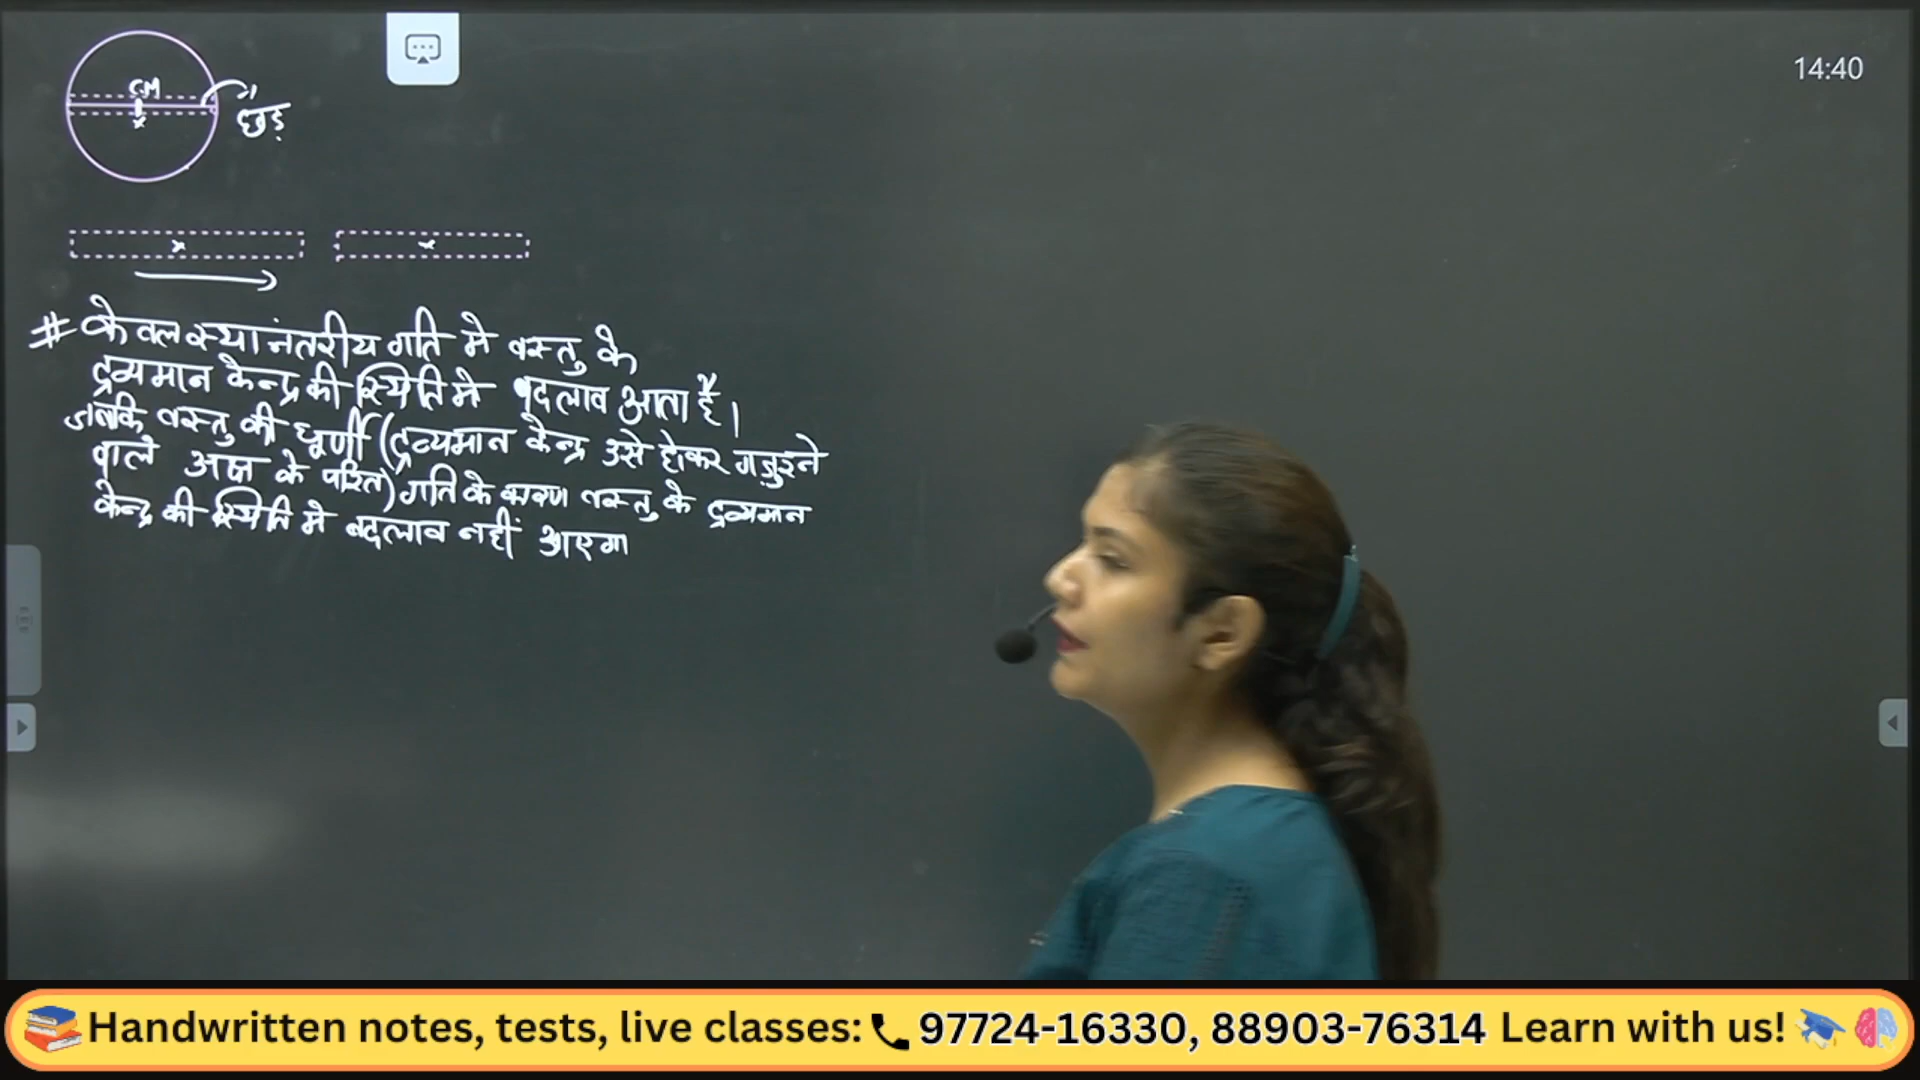 CM
छड़
14:40
# केवल स्थानंतरीय गति मे वस्तु के
द्रव्यमान केन्द्र की स्थिति मे बदलाव आता है।
जबकि वस्तु की घूर्णी (द्रव्यमान केन्द्र उसे होकर गजुरने
वाले अक्ष के परित) गति के कारण वस्तु के द्रव्यमान
केन्द्र की स्थिति मे बदलाव नहीं आएगा
Handwritten notes, tests, live classes: 97724-16330, 88903-76314 Learn with us!